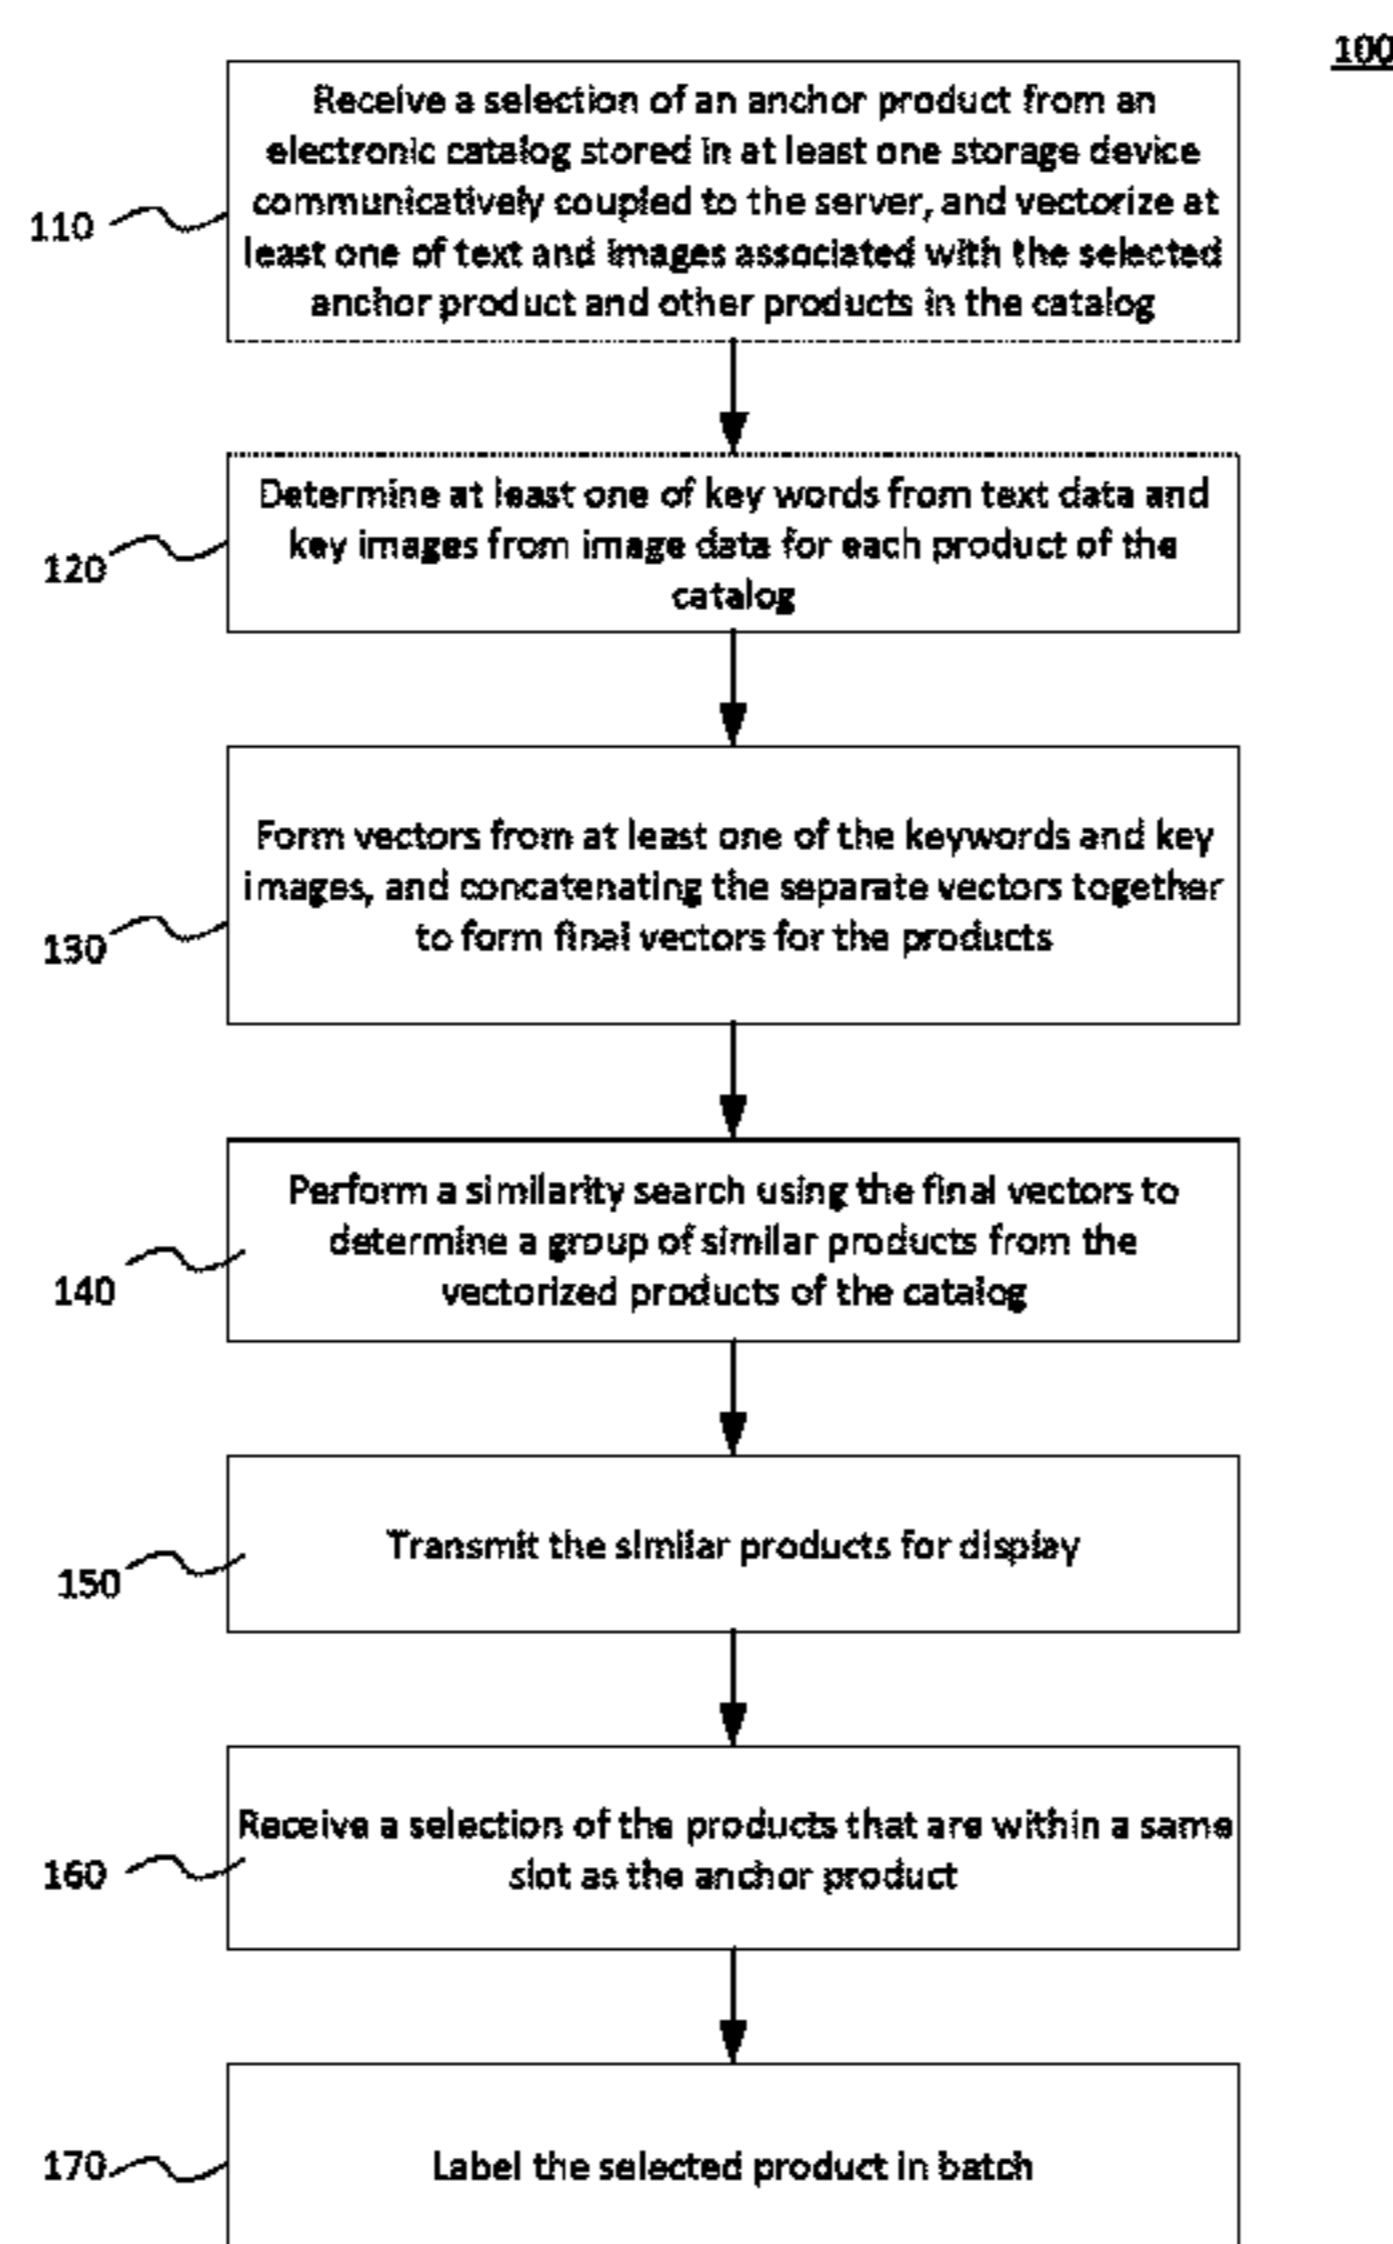 100
Receive a selection of an anchor product from an
electronic catalog stored in at least one storage device
communicatively coupled to the server, and vectorize at
least one of text and images associated with the selected
anchor product and other products in the catalog
110
Determine at least one of key words from text data and
key images from image data for each product of the
catalog
120
Form vectors from at least one of the keywords and key
images, and concatenating the separate vectors together
to form final vectors for the products
130
Perform a similarity search using the final vectors to
determine a group of similar products from the
vectorized products of the catalog
140
Transmit the similar products for display
150
Receive a selection of the products that are within a same
slot as the anchor product
160
Label the selected product in batch
170